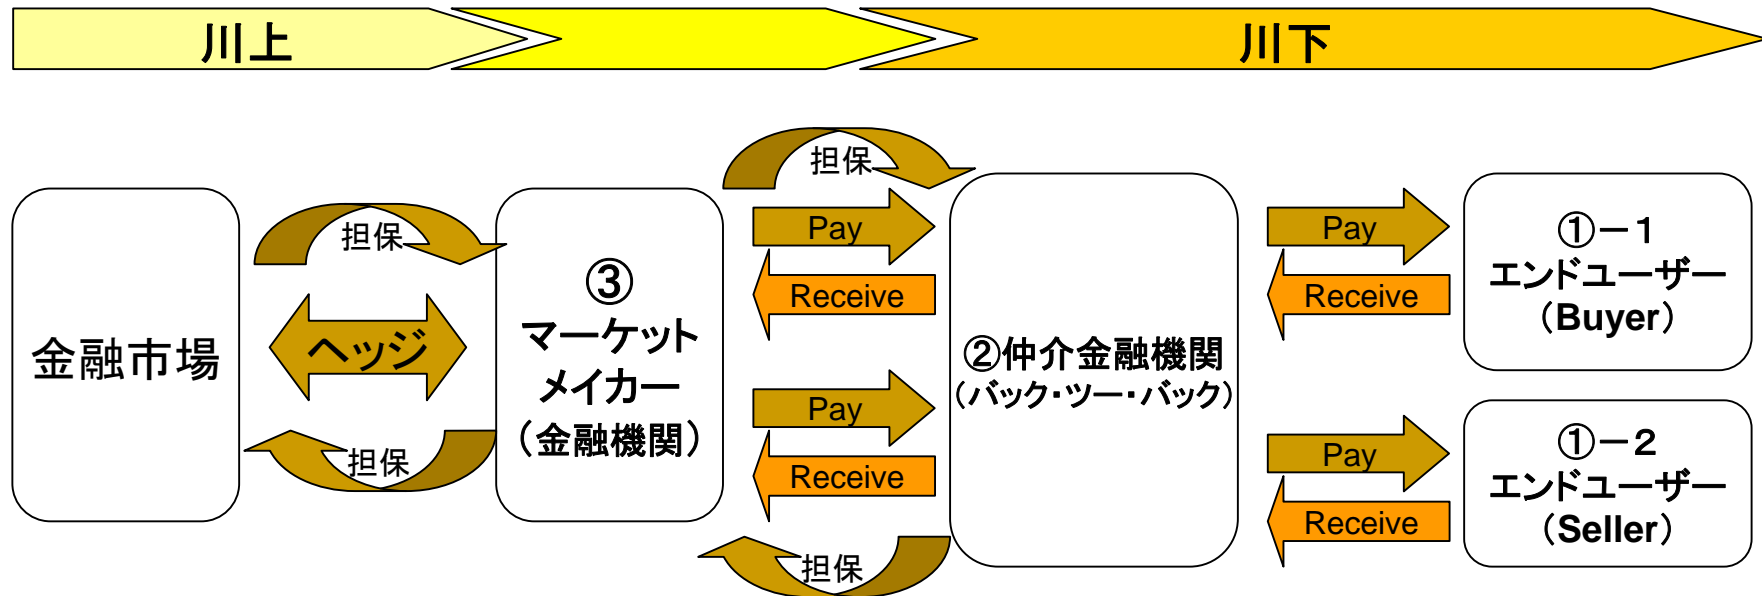 川上
川下
担保
Pay
Receive
Pay
Receive
担保
金融市場
担保
ヘッジ
担保
③
マーケット
メイカー
（金融機関）
②仲介金融機関
（バック・ツー・バック）
Pay
Receive
Pay
Receive
①－１
エンドユーザー
（Buyer）
①－２
エンドユーザー
（Seller）